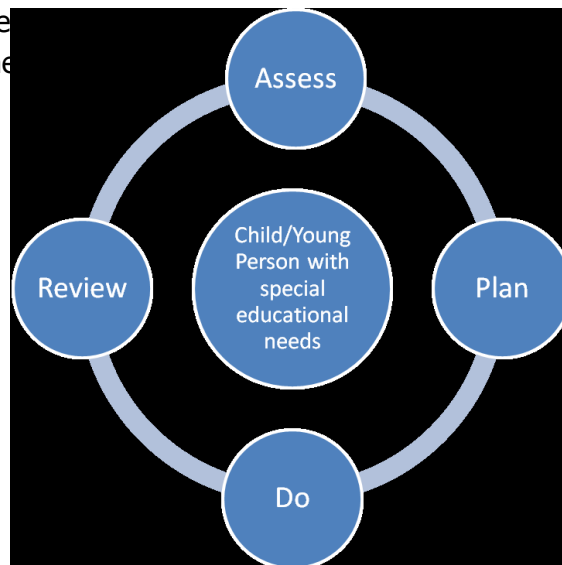 Assess
Child/Young
Person with
special
educational
needs
Review
Plan
Do